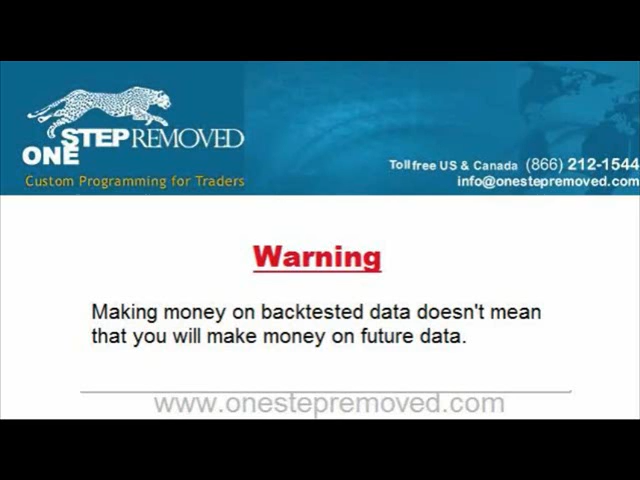 ONE STEP REMOVED
Custom Programming for Traders
Toll free US & Canada (866) 212-1544
info@onestepremoved.com
Warning
Making money on backtested data doesn't mean
that you will make money on future data.
www.onestepremoved.com